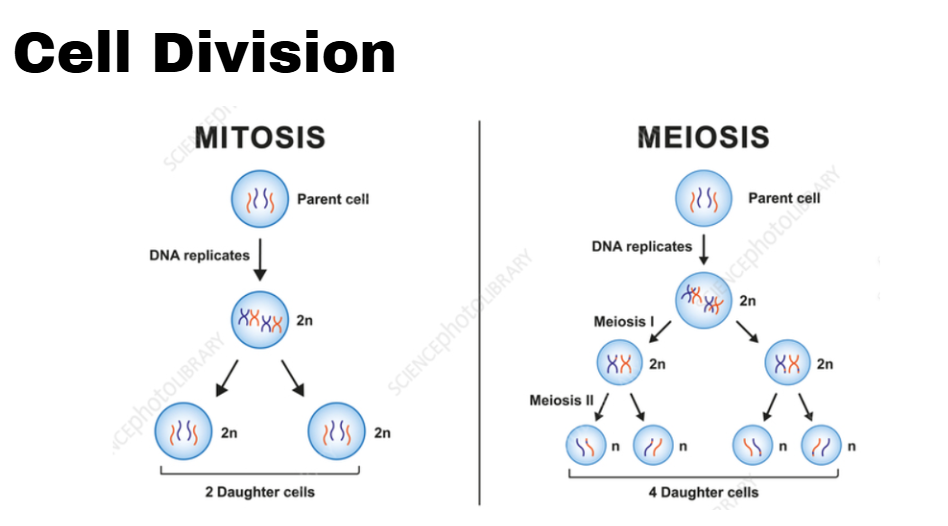 Cell Division
MITOSIS
Parent cell
DNA replicates
2n
2n
2n
2 Daughter cells
MEIOSIS
Parent cell
DNA replicates
2n
Meiosis I
2n
2n
Meiosis II
n
n
n
n
4 Daughter cells
SCIENCEphotoLIBRARY